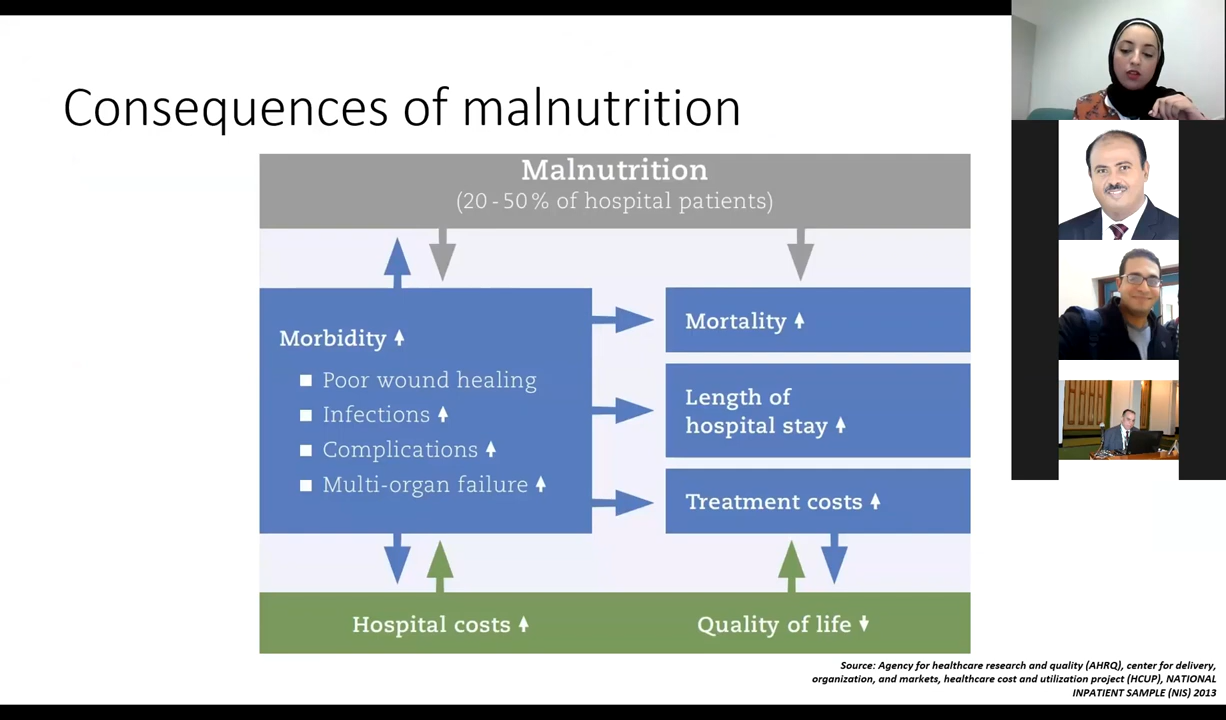 Consequences of malnutrition
Malnutrition
(20-50% of hospital patients)
Morbidity
Poor wound healing
Infections
Complications
Multi-organ failure
Mortality
Length of
hospital stay
Treatment costs
Hospital costs
Quality of life
Source: Agency for healthcare research and quality (AHRQ), center for delivery,
organization, and markets, healthcare cost and utilization project (HCUP), NATIONAL
INPATIENT SAMPLE (NIS) 2013